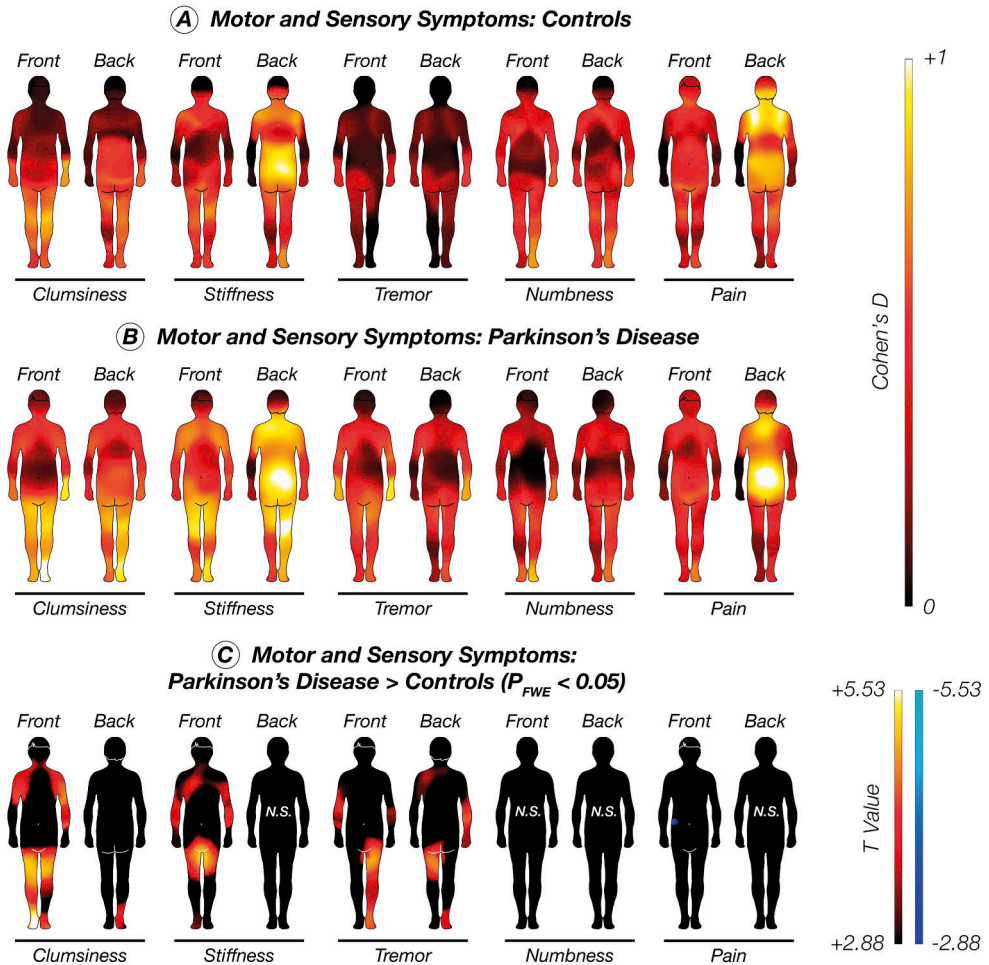 A Motor and Sensory Symptoms: Controls
Front Back Front Back Front Back Front Back Front Back
Clumsiness Stiffness Tremor Numbness Pain
B Motor and Sensory Symptoms: Parkinson's Disease
Front Back Front Back Front Back Front Back Front Back
Clumsiness Stiffness Tremor Numbness Pain
+1
Cohen's D
0
C Motor and Sensory Symptoms:
Parkinson's Disease > Controls (P_FWE < 0.05)
Front Back Front Back Front Back Front Back Front Back
N.S. N.S. N.S. N.S.
Clumsiness Stiffness Tremor Numbness Pain
+5.53 -5.53
T Value
+2.88 -2.88